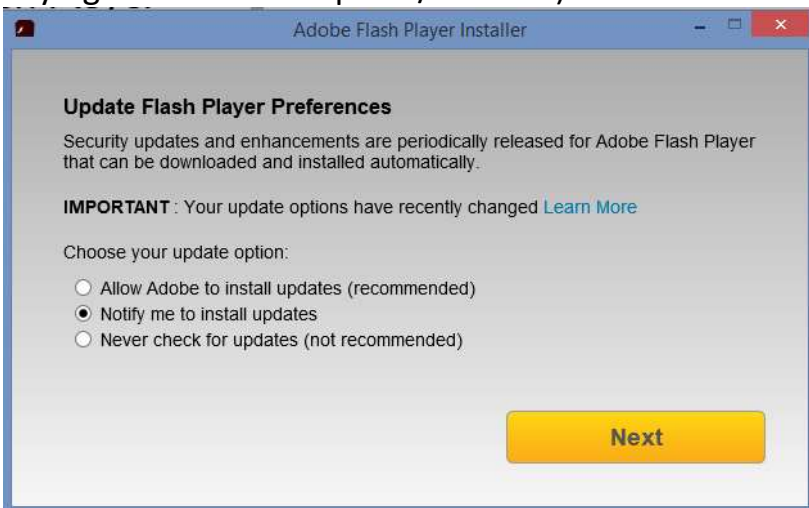 Adobe Flash Player Installer
Update Flash Player Preferences
Security updates and enhancements are periodically released for Adobe Flash Player
that can be downloaded and installed automatically.
IMPORTANT : Your update options have recently changed Learn More
Choose your update option:
Allow Adobe to install updates (recommended)
Notify me to install updates
Never check for updates (not recommended)
Next